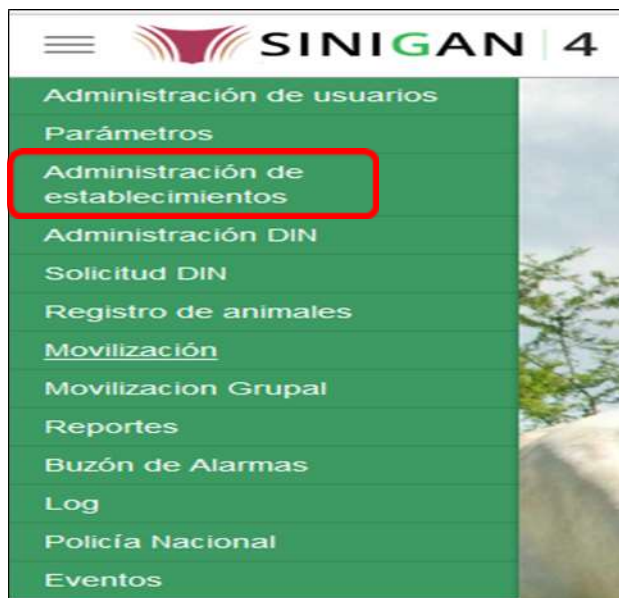 SINIGAN | 4
Administración de usuarios
Parámetros
Administración de
establecimientos
Administración DIN
Solicitud DIN
Registro de animales
Movilización
Movilizacion Grupal
Reportes
Buzón de Alarmas
Log
Policía Nacional
Eventos